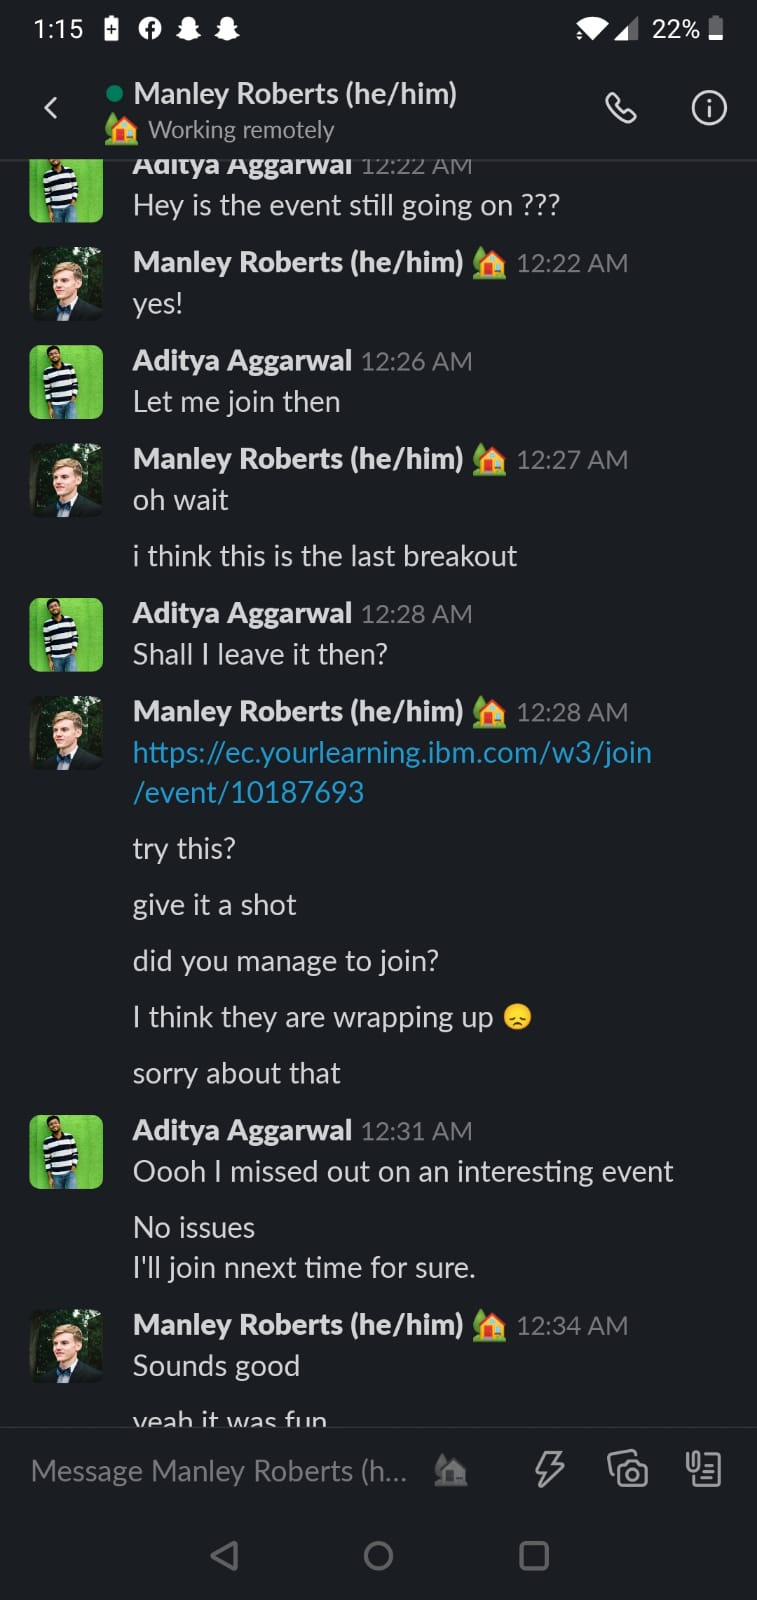 1:15
22%
Manley Roberts (he/him)
Working remotely
Aditya Aggarwal 12:22 AM
Hey is the event still going on ???
Manley Roberts (he/him) 12:22 AM
yes!
Aditya Aggarwal 12:26 AM
Let me join then
Manley Roberts (he/him) 12:27 AM
oh wait
i think this is the last breakout
Aditya Aggarwal 12:28 AM
Shall I leave it then?
Manley Roberts (he/him) 12:28 AM
https://ec.yourlearning.ibm.com/w3/join
/event/10187693
try this?
give it a shot
did you manage to join?
I think they are wrapping up 😞
sorry about that
Aditya Aggarwal 12:31 AM
Oooh I missed out on an interesting event
No issues
I'll join nnext time for sure.
Manley Roberts (he/him) 12:34 AM
Sounds good
yeah it was fun
Message Manley Roberts (h...